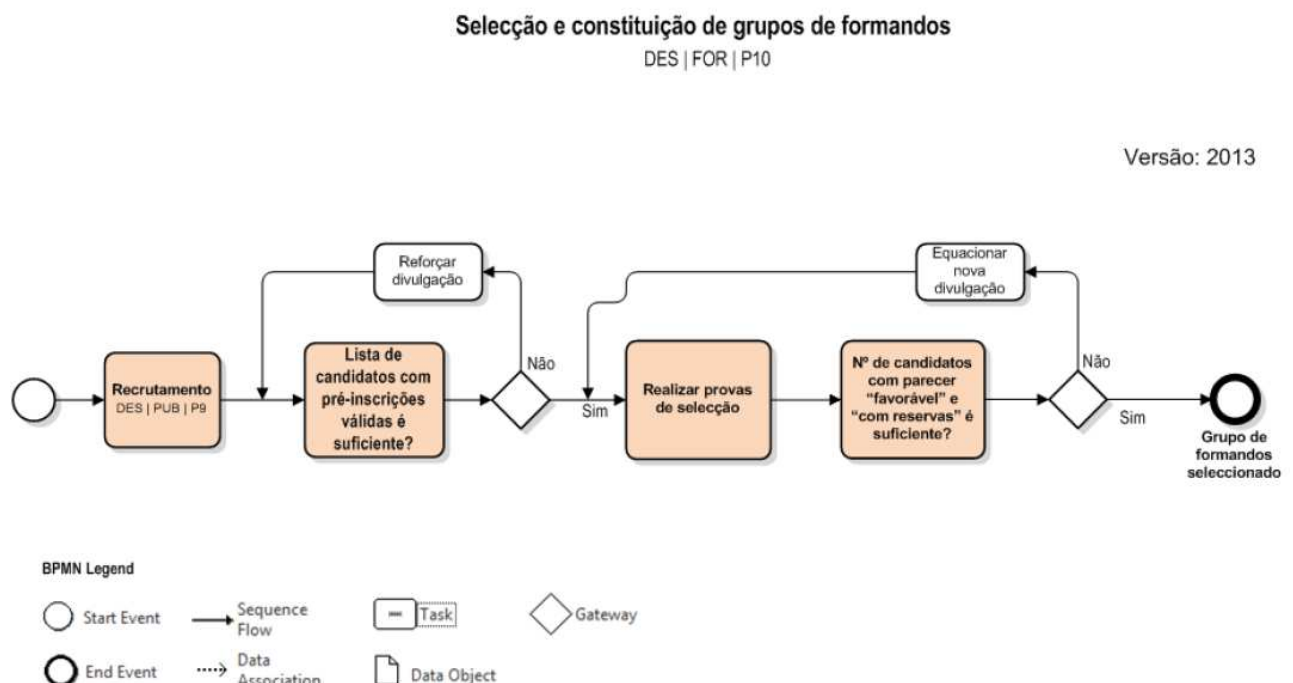 Selecção e constituição de grupos de formandos
DES | FOR | P10
Versão: 2013
Reforçar
divulgação
Equacionar
nova
divulgação
Recrutamento
DES | PUB | P9
Lista de
candidatos com
pré-inscrições
válidas é
suficiente?
Não
Sim
Realizar provas
de selecção
Nº de candidatos
com parecer
“favorável” e
“com reservas” é
suficiente?
Não
Sim
Grupo de
formandos
seleccionado
BPMN Legend
Start Event
Sequence
Flow
Task
Gateway
End Event
Data
Association
Data Object